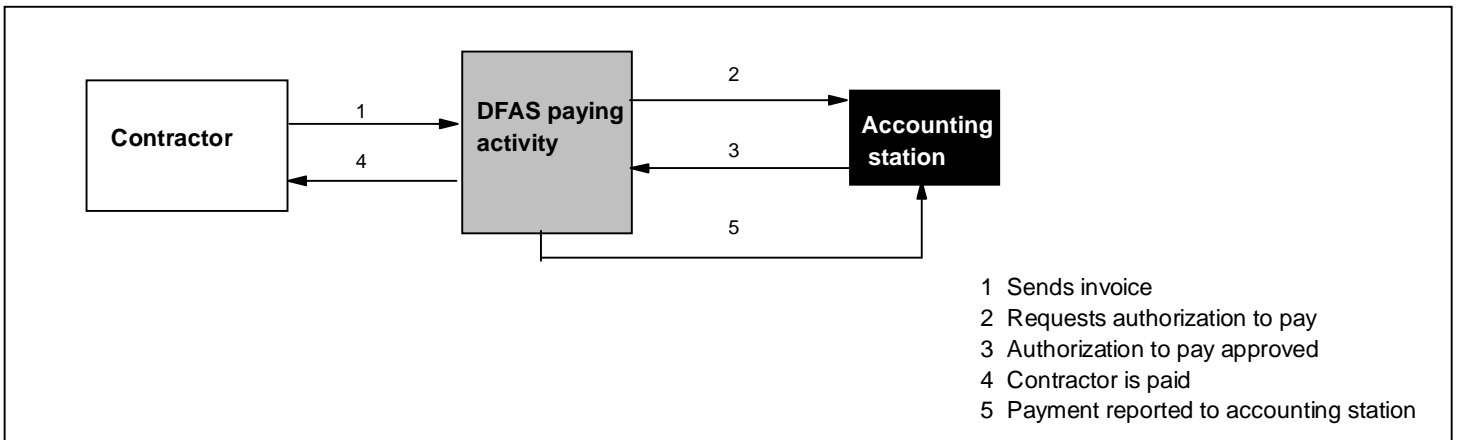 Contractor
1
4
DFAS paying
activity
2
3
5
Accounting
station
1 Sends invoice
2 Requests authorization to pay
3 Authorization to pay approved
4 Contractor is paid
5 Payment reported to accounting station